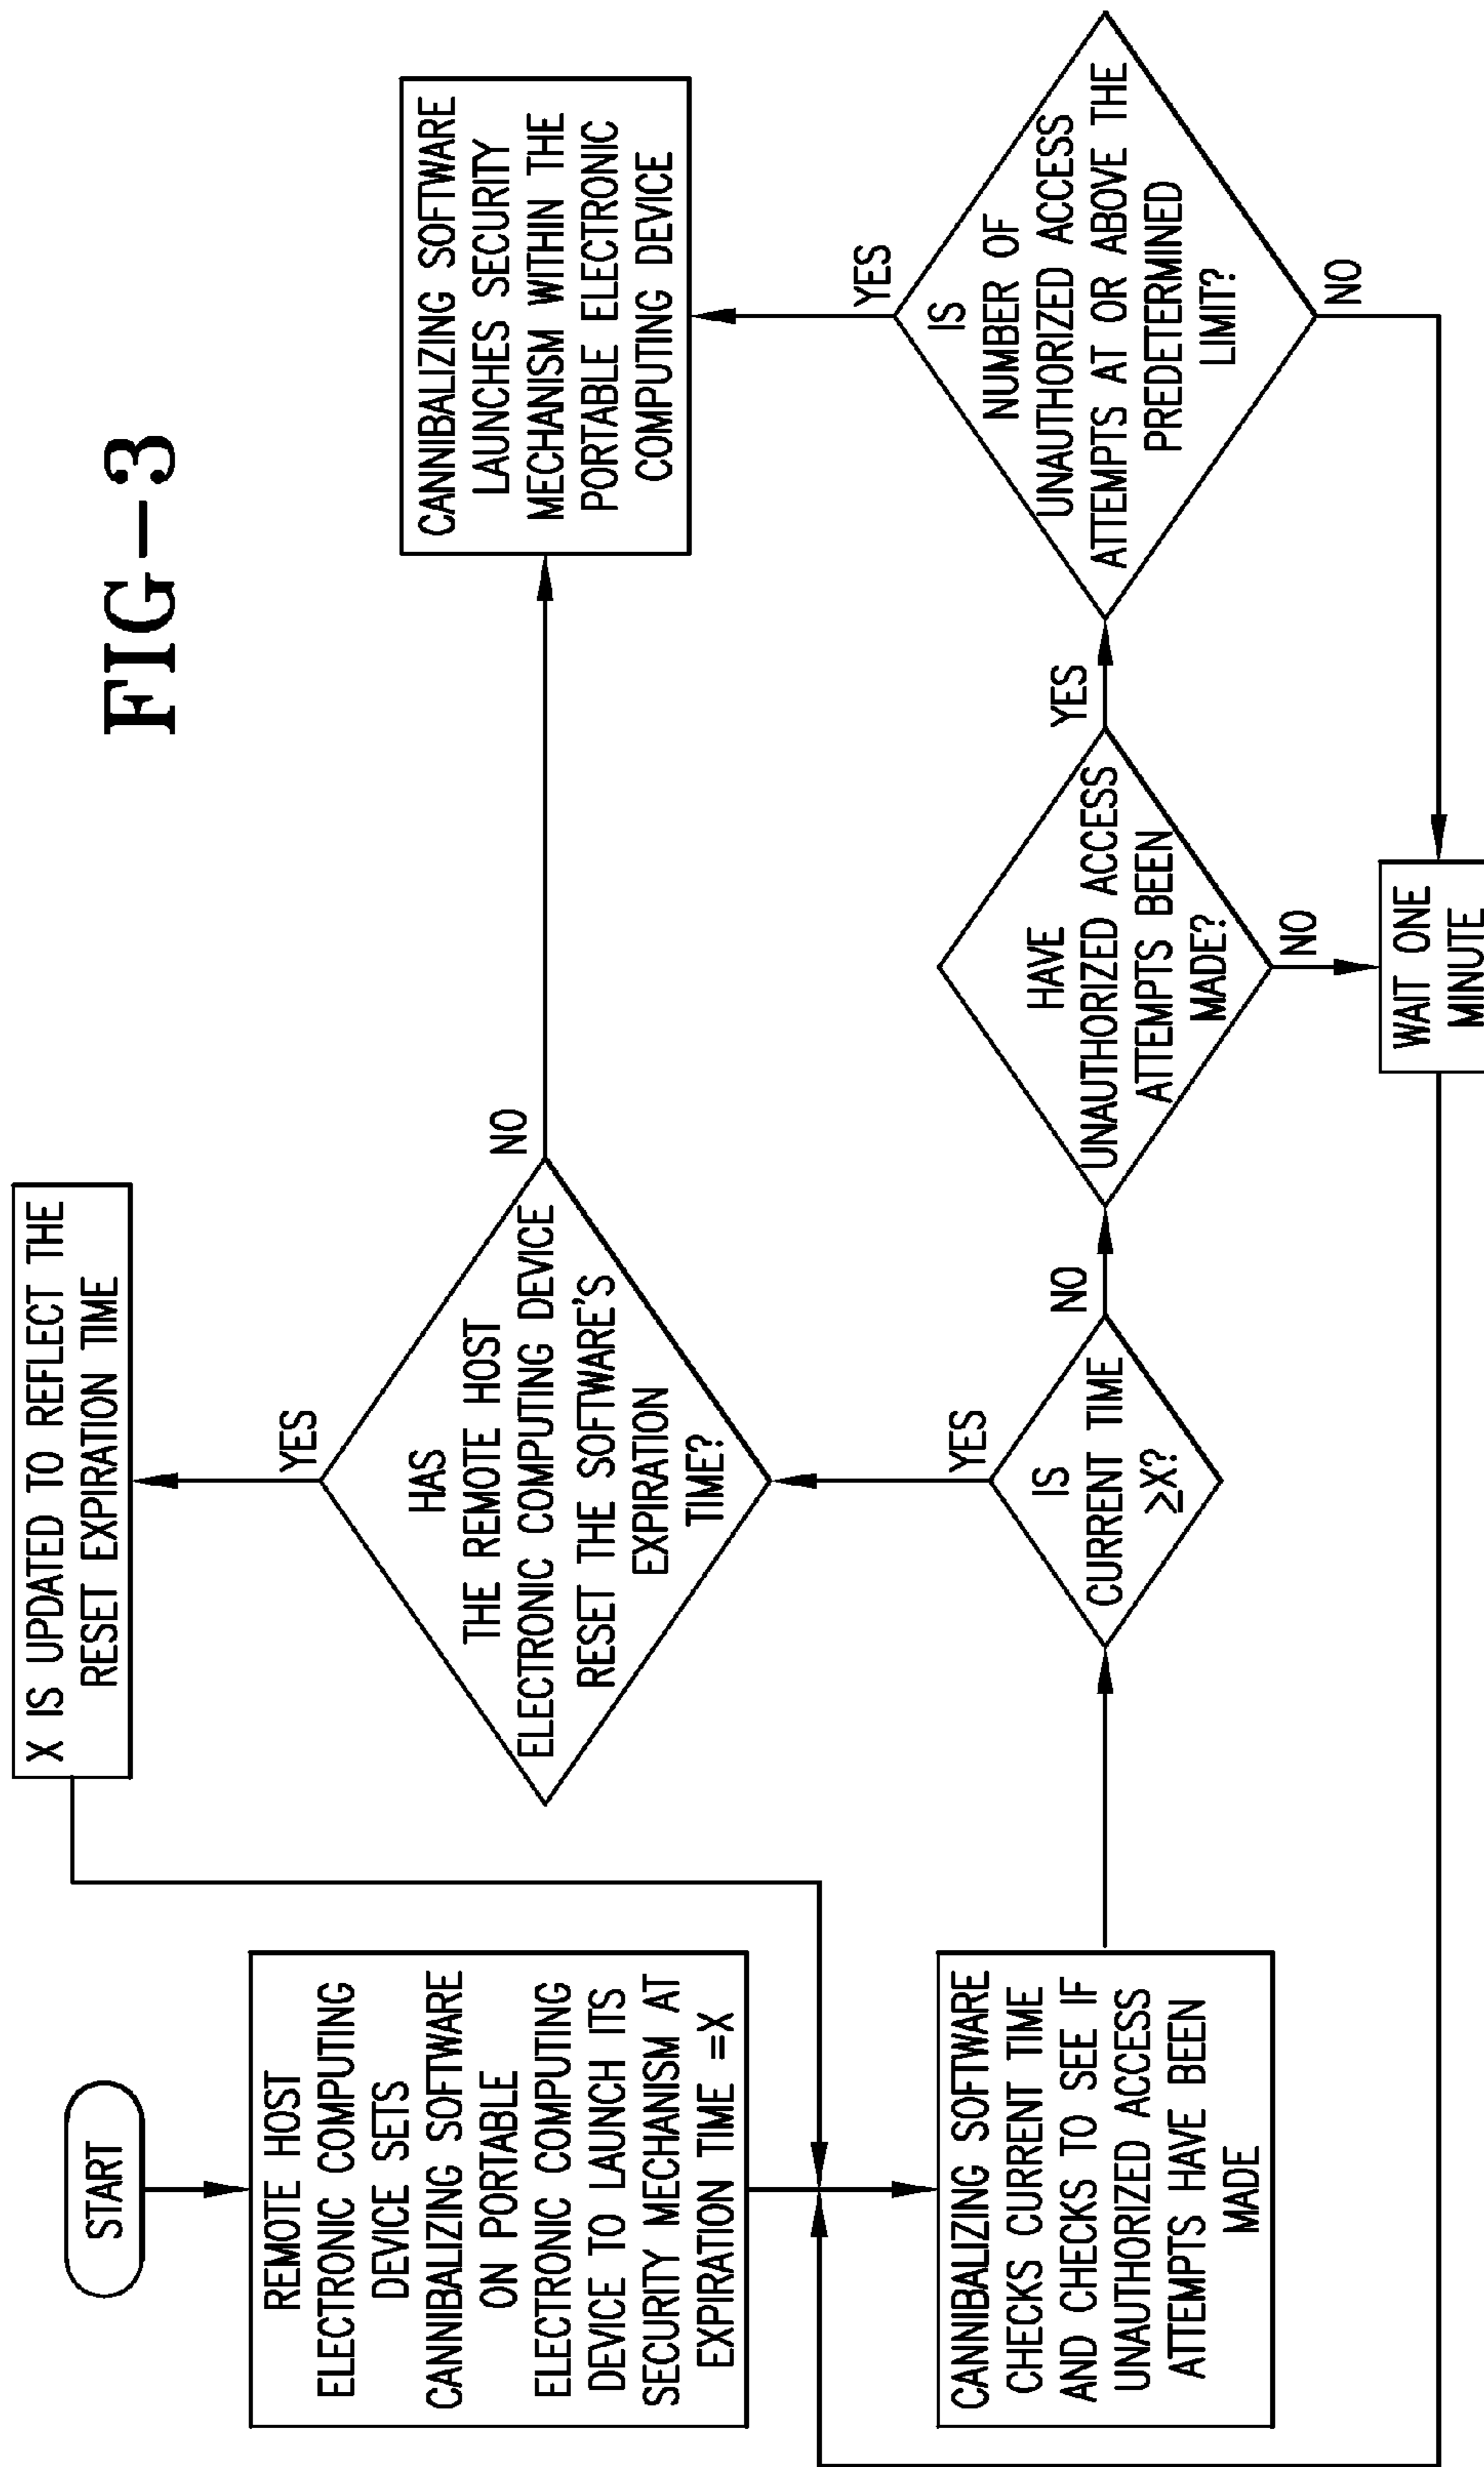 FIG-3
START
REMOTE HOST
ELECTRONIC COMPUTING
DEVICE SETS
CANNIBALIZING SOFTWARE
ON PORTABLE
ELECTRONIC COMPUTING
DEVICE TO LAUNCH ITS
SECURITY MECHANISM AT
EXPIRATION TIME =X
CANNIBALIZING SOFTWARE
CHECKS CURRENT TIME
AND CHECKS TO SEE IF
UNAUTHORIZED ACCESS
ATTEMPTS HAVE BEEN
MADE
IS
CURRENT TIME
≥X?
YES
NO
HAS
THE REMOTE HOST
ELECTRONIC COMPUTING DEVICE
RESET THE SOFTWARE'S
EXPIRATION
TIME?
YES
NO
X IS UPDATED TO REFLECT THE
RESET EXPIRATION TIME
HAVE
UNAUTHORIZED ACCESS
ATTEMPTS BEEN
MADE?
YES
NO
WAIT ONE
MINUTE
IS
NUMBER OF
UNAUTHORIZED ACCESS
ATTEMPTS AT OR ABOVE THE
PREDETERMINED
LIMIT?
YES
NO
CANNIBALIZING SOFTWARE
LAUNCHES SECURITY
MECHANISM WITHIN THE
PORTABLE ELECTRONIC
COMPUTING DEVICE